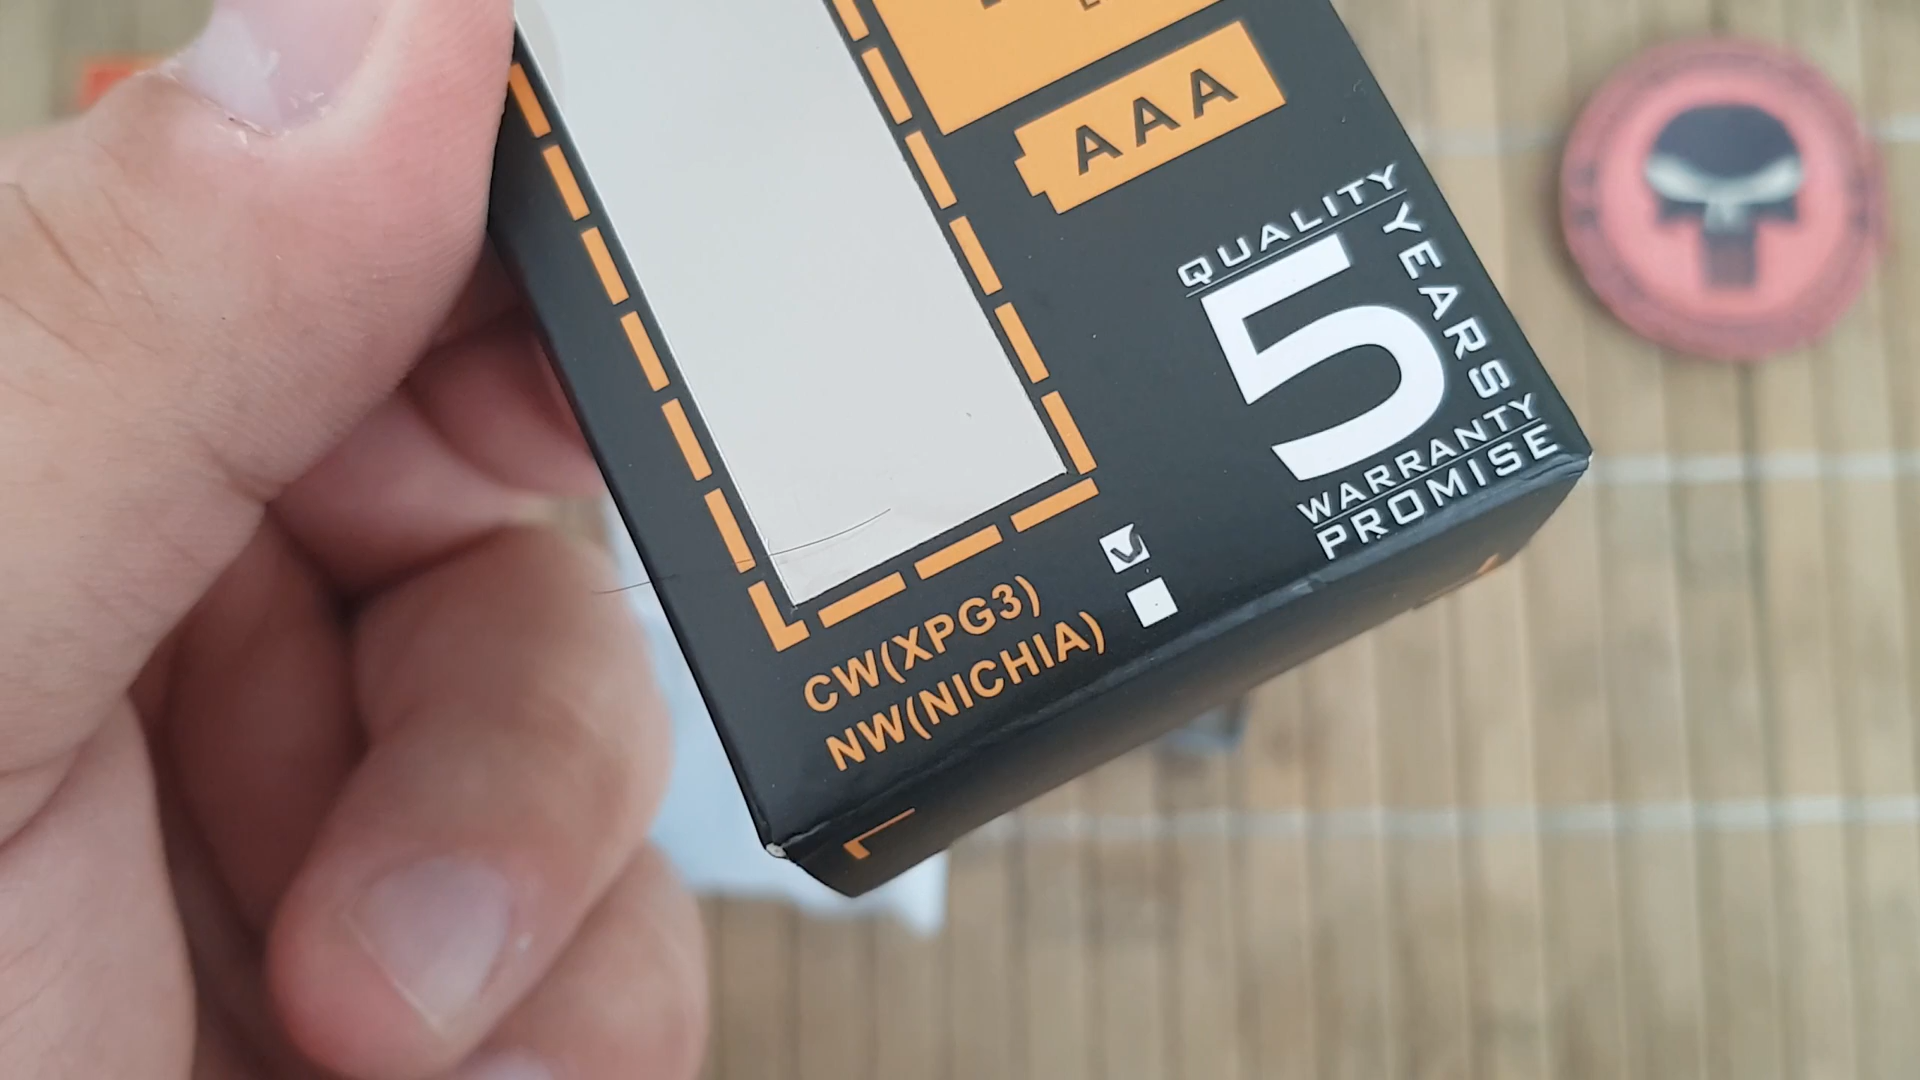 AAA
QUALITY
5
YEARS
WARRANTY
PROMISE
CW(XPG3)
NW(NICHIA)